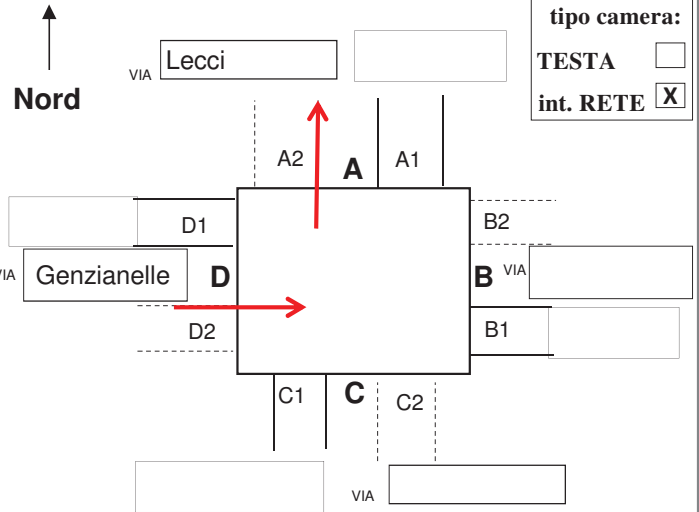 tipo camera:
TESTA
int. RETE X
Nord
VIA Lecci
A2 A A1
D1 B2
VIA Genzianelle D B VIA
D2 B1
C1 C C2
VIA